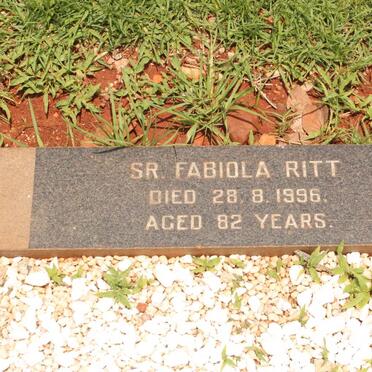 SR. FABIOLA RITT
DIED 28.8.1996.
AGED 82 YEARS.